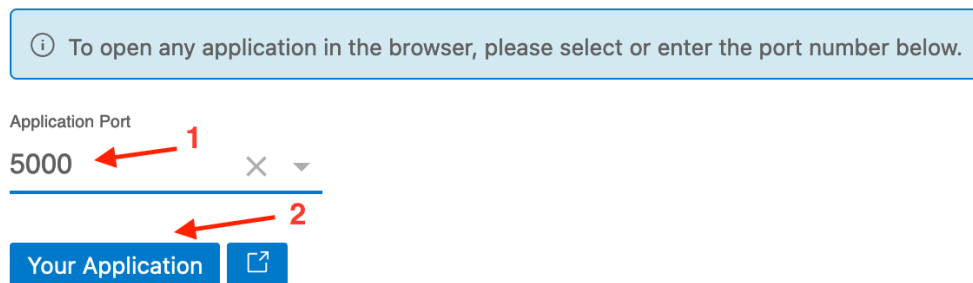 To open any application in the browser, please select or enter the port number below.
Application Port
1
5000
2
Your Application